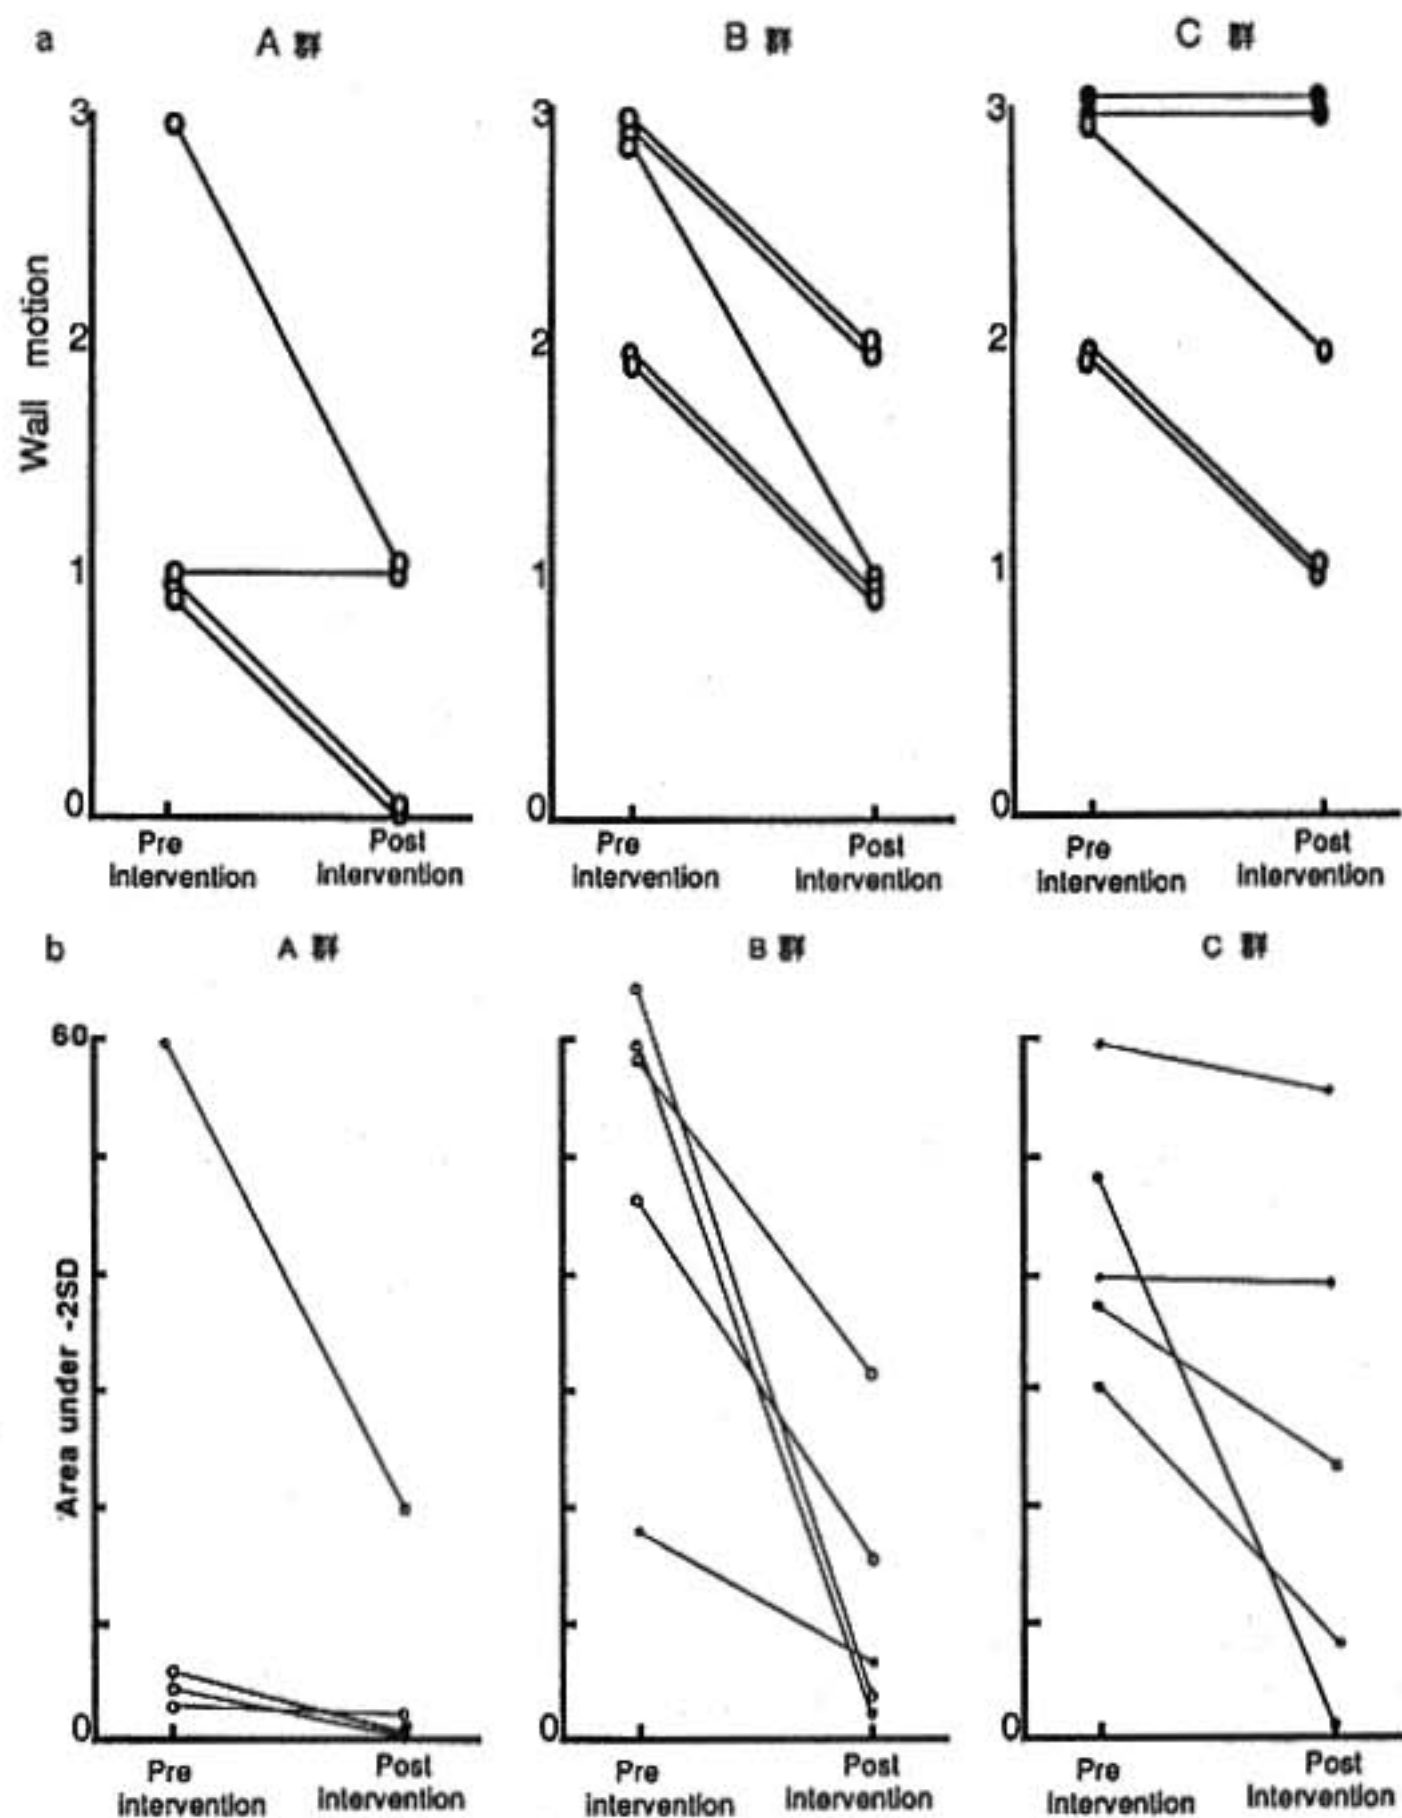 a
A 群
B 群
C 群
Wall motion
3
2
1
0
3
2
1
0
3
2
1
0
Pre
intervention
Post
intervention
Pre
intervention
Post
intervention
Pre
intervention
Post
intervention
b
A 群
B 群
C 群
Area under -2SD
60
0
0
0
Pre
intervention
Post
intervention
Pre
intervention
Post
intervention
Pre
intervention
Post
intervention